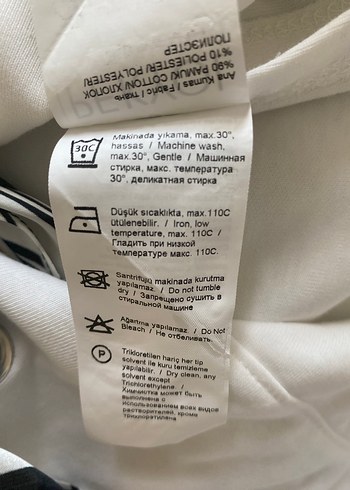 Ana Kumaş / Fabric / Ткань
%90 PAMUK/ COTTON/ ХЛОПОК
%10 POLIESTER/ POLYESTER/
ПОЛИЭСТЕР
30C
Makinada yıkama, max.30°,
hassas / Machine wash,
max.30°, Gentle / Машинная
стирка, макс. температура
30°, деликатная стирка
Düşük sıcaklıkta, max.110C
ütülenebilir. / Iron, low
temperature, max. 110C /
Гладить при низкой
температуре макс. 110C.
Santrifüjlü makinada kurutma
yapılamaz. / Do not tumble
dry / Запрещено сушить в
стиральной машине
Ağartma yapılamaz. / Do Not
Bleach / Не отбеливать.
P
Trikloretilen hariç her tip
solvent ile kuru temizleme
yapılabilir. / Dry clean, any
solvent except
Trichlorethylene. /
Химчистка может быть
выполнена с
использованием всех видов
растворителей, кроме
трихлорэтилена